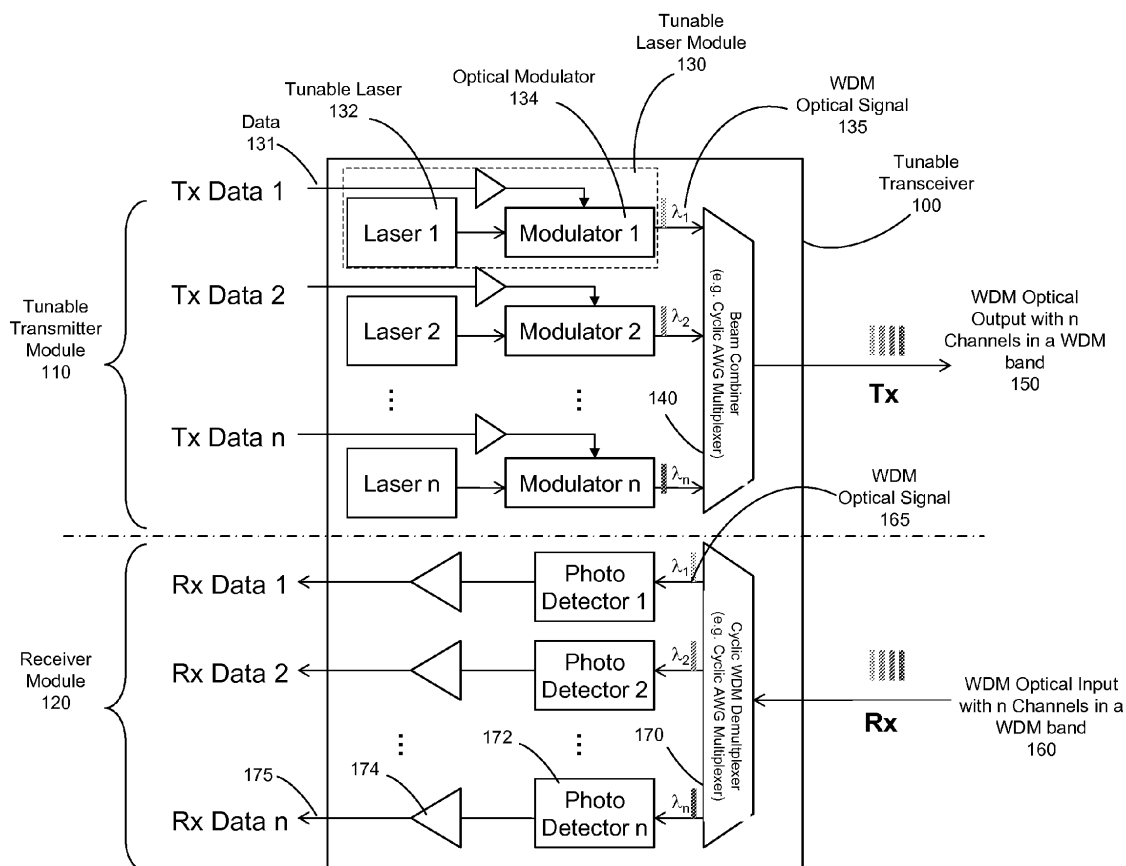 Tunable
Laser Module
130
Optical Modulator
134
WDM
Optical Signal
135
Tunable Laser
132
Data
131
Tunable
Transceiver
100
Tx Data 1
Laser 1
Modulator 1
λ1
Tx Data 2
Laser 2
Modulator 2
λ2
Tunable
Transmitter
Module
110
Beam Combiner
(e.g. Cyclic AWG Multiplexer)
WDM Optical
Output with n
Channels in a WDM
band
150
Tx
140
Tx Data n
Laser n
Modulator n
λn
WDM
Optical Signal
165
Rx Data 1
Photo
Detector 1
λ1
Rx Data 2
Photo
Detector 2
λ2
Receiver
Module
120
Cyclic WDM Demultplexer
(e.g. Cyclic AWG Multiplexer)
Rx
WDM Optical Input
with n Channels in a
WDM band
160
172
170
174
175
Rx Data n
Photo
Detector n
λn